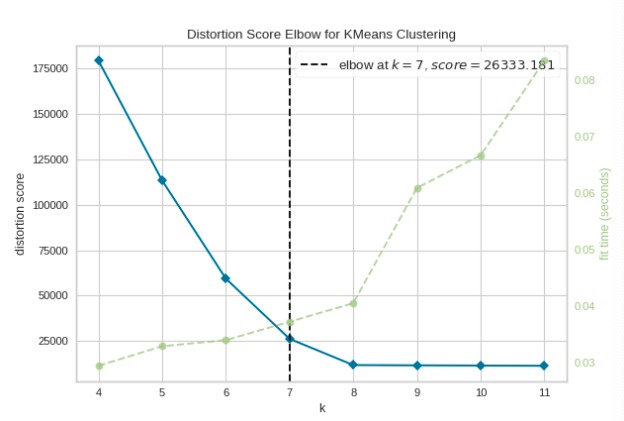 Distortion Score Elbow for KMeans Clustering
elbow at k = 7, score = 26333.181
175000
150000
125000
100000
75000
50000
25000
distortion score
0.08
0.07
0.06
0.05
0.04
0.03
fit time (seconds)
4 5 6 7 8 9 10 11
k